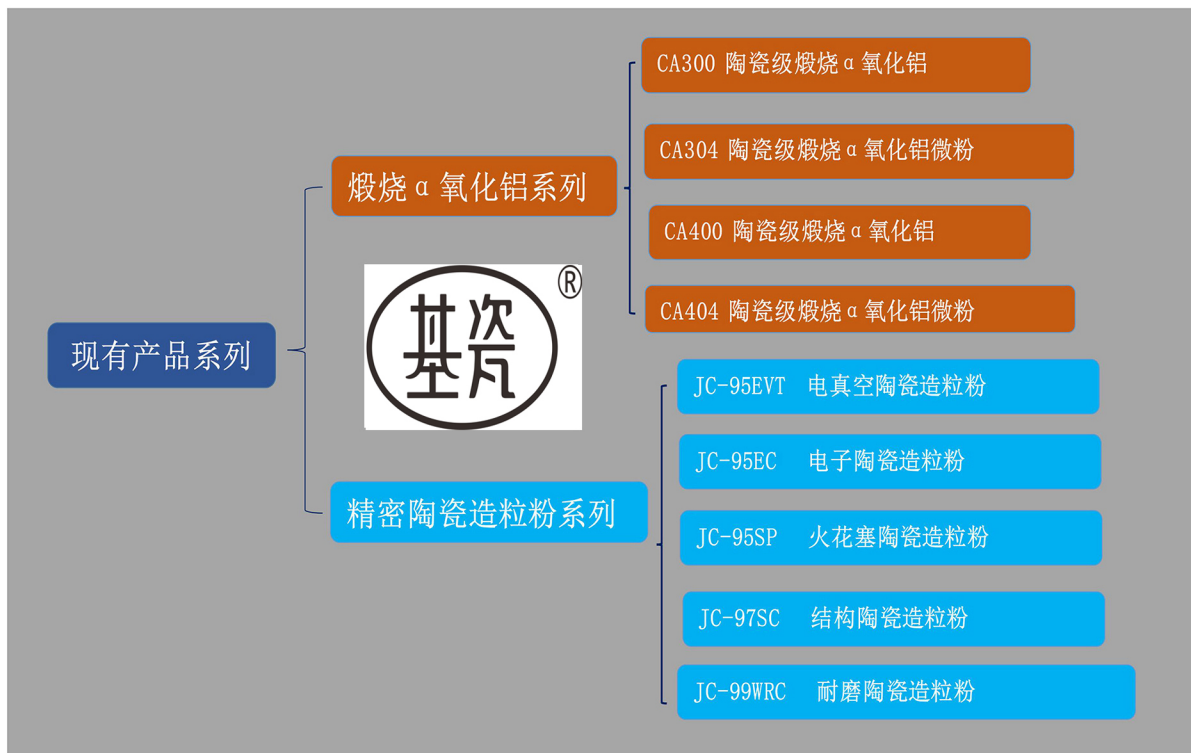 现有产品系列
煅烧α氧化铝系列
CA300 陶瓷级煅烧α氧化铝
CA304 陶瓷级煅烧α氧化铝微粉
CA400 陶瓷级煅烧α氧化铝
CA404 陶瓷级煅烧α氧化铝微粉
基瓷®
精密陶瓷造粒粉系列
JC-95EVT 电真空陶瓷造粒粉
JC-95EC 电子陶瓷造粒粉
JC-95SP 火花塞陶瓷造粒粉
JC-97SC 结构陶瓷造粒粉
JC-99WRC 耐磨陶瓷造粒粉